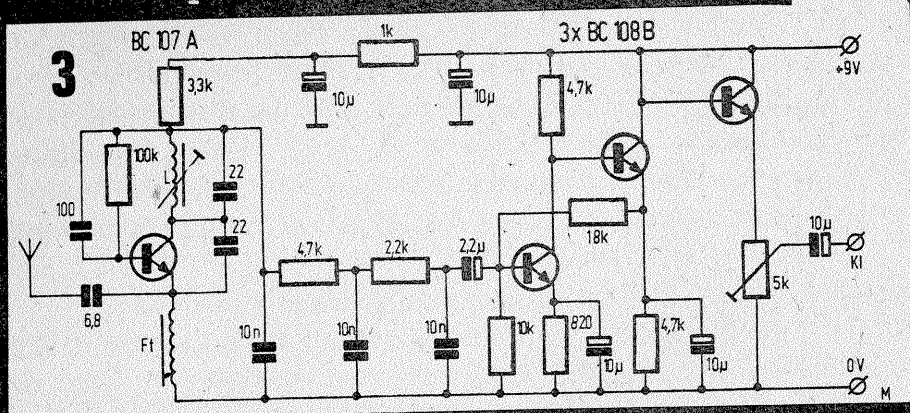 3
BC 107 A
1k
3x BC 108 B
+9V
3,3k
10µ
10µ
4,7k
100k
L
22
100
22
18k
10µ
KI
4,7k
2,2k
2,2µ
5k
6,8
Ft
10n
10n
10n
10k
820
10µ
4,7k
10µ
0V
M